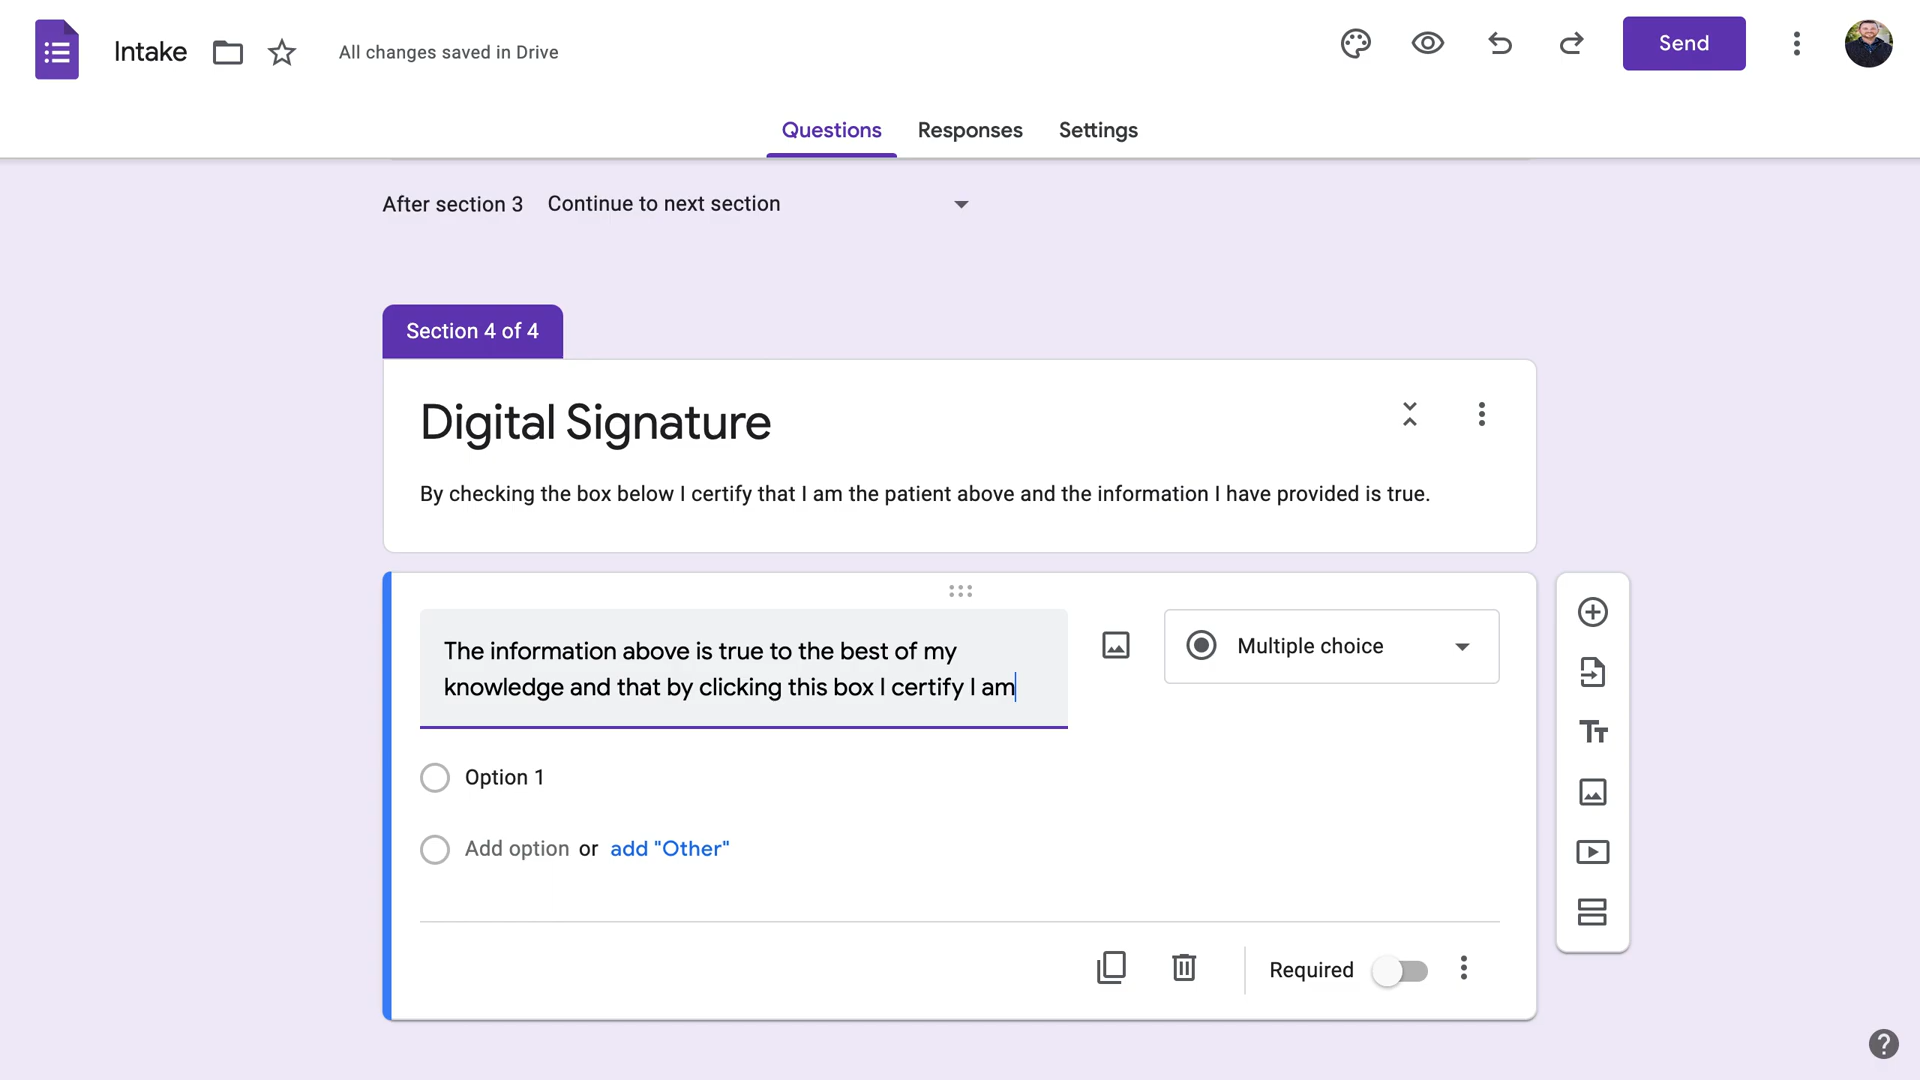 Intake
All changes saved in Drive
Send
Questions
Responses
Settings
After section 3 Continue to next section
Section 4 of 4
Digital Signature
By checking the box below I certify that I am the patient above and the information I have provided is true.
The information above is true to the best of my
knowledge and that by clicking this box I certify I am
Multiple choice
Option 1
Add option or add "Other"
Required